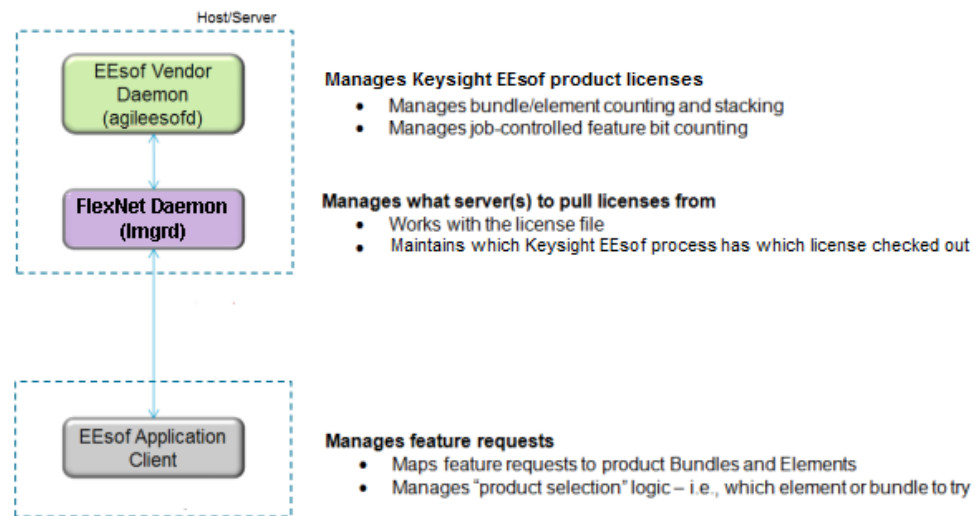 Host/Server
EEsof Vendor
Daemon
(agileesofd)
Manages Keysight EEsof product licenses
• Manages bundle/element counting and stacking
• Manages job-controlled feature bit counting
FlexNet Daemon
(lmgrd)
Manages what server(s) to pull licenses from
• Works with the license file
• Maintains which Keysight EEsof process has which license checked out
EEsof Application
Client
Manages feature requests
• Maps feature requests to product Bundles and Elements
• Manages “product selection” logic – i.e., which element or bundle to try